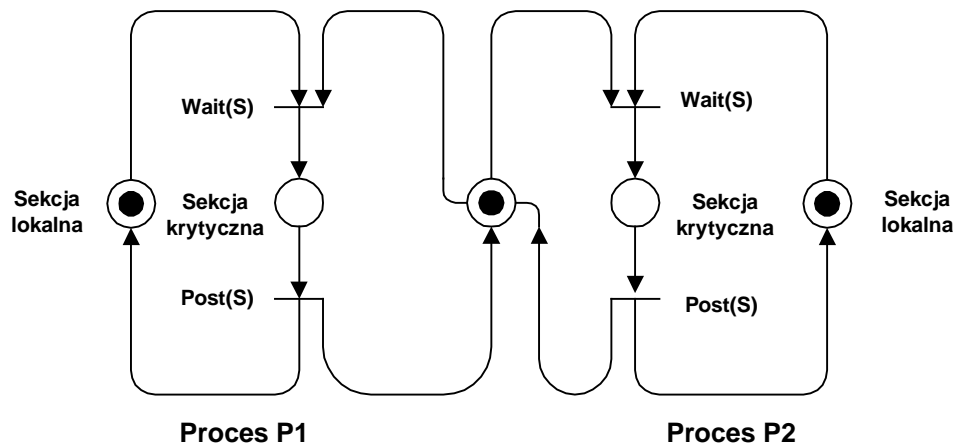 Wait(S)
Wait(S)
Sekcja
lokalna
Sekcja
krytyczna
Sekcja
krytyczna
Sekcja
lokalna
Post(S)
Post(S)
Proces P1
Proces P2